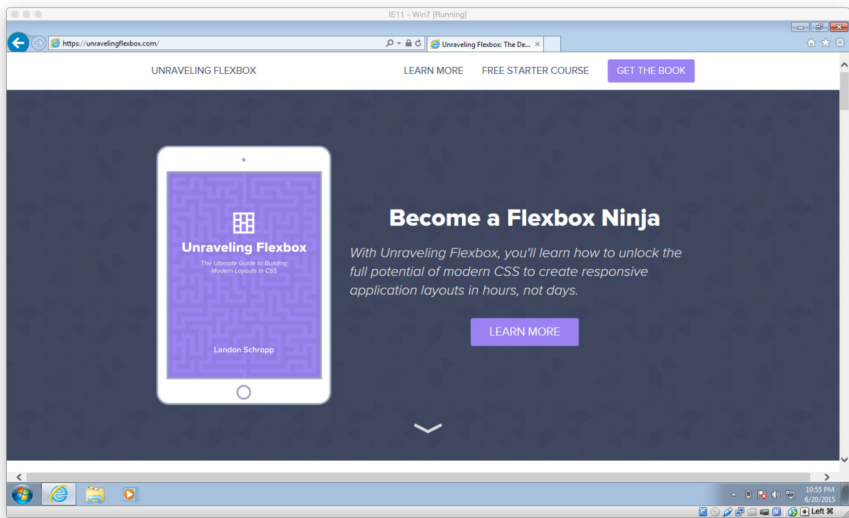 IE11 - Win7 [Running]
https://unravelingflexbox.com/
Unraveling Flexbox: The De...
UNRAVELING FLEXBOX
LEARN MORE
FREE STARTER COURSE
GET THE BOOK
Unraveling Flexbox
The Ultimate Guide to Building
Modern Layouts in CSS
Landon Schropp
Become a Flexbox Ninja
With Unraveling Flexbox, you'll learn how to unlock the
full potential of modern CSS to create responsive
application layouts in hours, not days.
LEARN MORE
10:55 PM
6/20/2015
Left ⌘